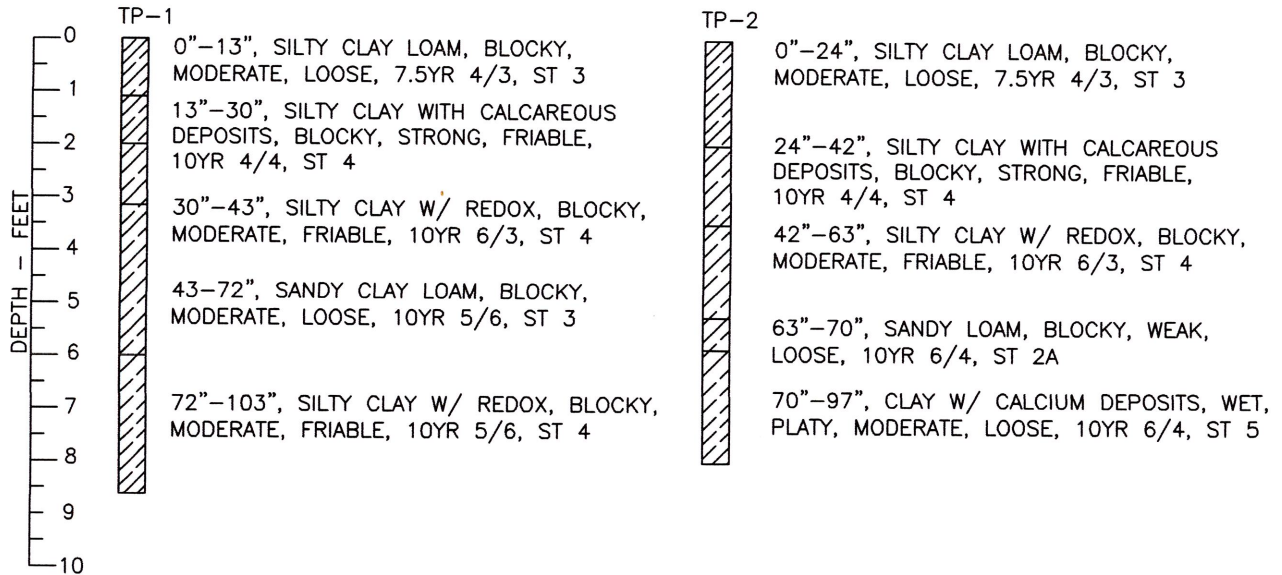 TP-1
0"-13", SILTY CLAY LOAM, BLOCKY,
MODERATE, LOOSE, 7.5YR 4/3, ST 3
13"-30", SILTY CLAY WITH CALCAREOUS
DEPOSITS, BLOCKY, STRONG, FRIABLE,
10YR 4/4, ST 4
30"-43", SILTY CLAY W/ REDOX, BLOCKY,
MODERATE, FRIABLE, 10YR 6/3, ST 4
43-72", SANDY CLAY LOAM, BLOCKY,
MODERATE, LOOSE, 10YR 5/6, ST 3
72"-103", SILTY CLAY W/ REDOX, BLOCKY,
MODERATE, FRIABLE, 10YR 5/6, ST 4
TP-2
0"-24", SILTY CLAY LOAM, BLOCKY,
MODERATE, LOOSE, 7.5YR 4/3, ST 3
24"-42", SILTY CLAY WITH CALCAREOUS
DEPOSITS, BLOCKY, STRONG, FRIABLE,
10YR 4/4, ST 4
42"-63", SILTY CLAY W/ REDOX, BLOCKY,
MODERATE, FRIABLE, 10YR 6/3, ST 4
63"-70", SANDY LOAM, BLOCKY, WEAK,
LOOSE, 10YR 6/4, ST 2A
70"-97", CLAY W/ CALCIUM DEPOSITS, WET,
PLATY, MODERATE, LOOSE, 10YR 6/4, ST 5
DEPTH - FEET
0
1
2
3
4
5
6
7
8
9
10